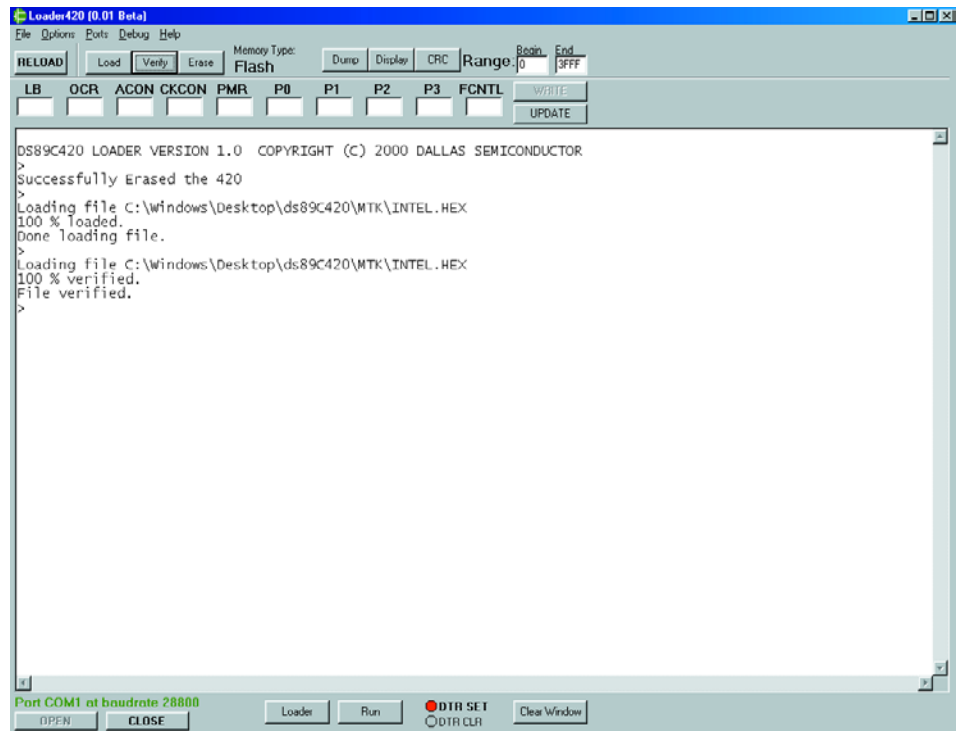 Loader420 (0.01 Beta)
File Options Ports Debug Help
RELOAD Load Verify Erase Memory Type: Flash Dump Display CRC Range: Begin 0 End 3FFF
LB OCR ACON CKCON PMR P0 P1 P2 P3 FCNTL WRITE
UPDATE
DS89C420 LOADER VERSION 1.0 COPYRIGHT (C) 2000 DALLAS SEMICONDUCTOR
>
Successfully Erased the 420
>
Loading file C:\Windows\Desktop\ds89C420\MTK\INTEL.HEX
100 % loaded.
Done loading file.
>
Loading file C:\Windows\Desktop\ds89C420\MTK\INTEL.HEX
100 % verified.
File verified.
>
Port COM1 at baudrate 28800
OPEN CLOSE Loader Run DTR SET Clear Window
DTR CLR